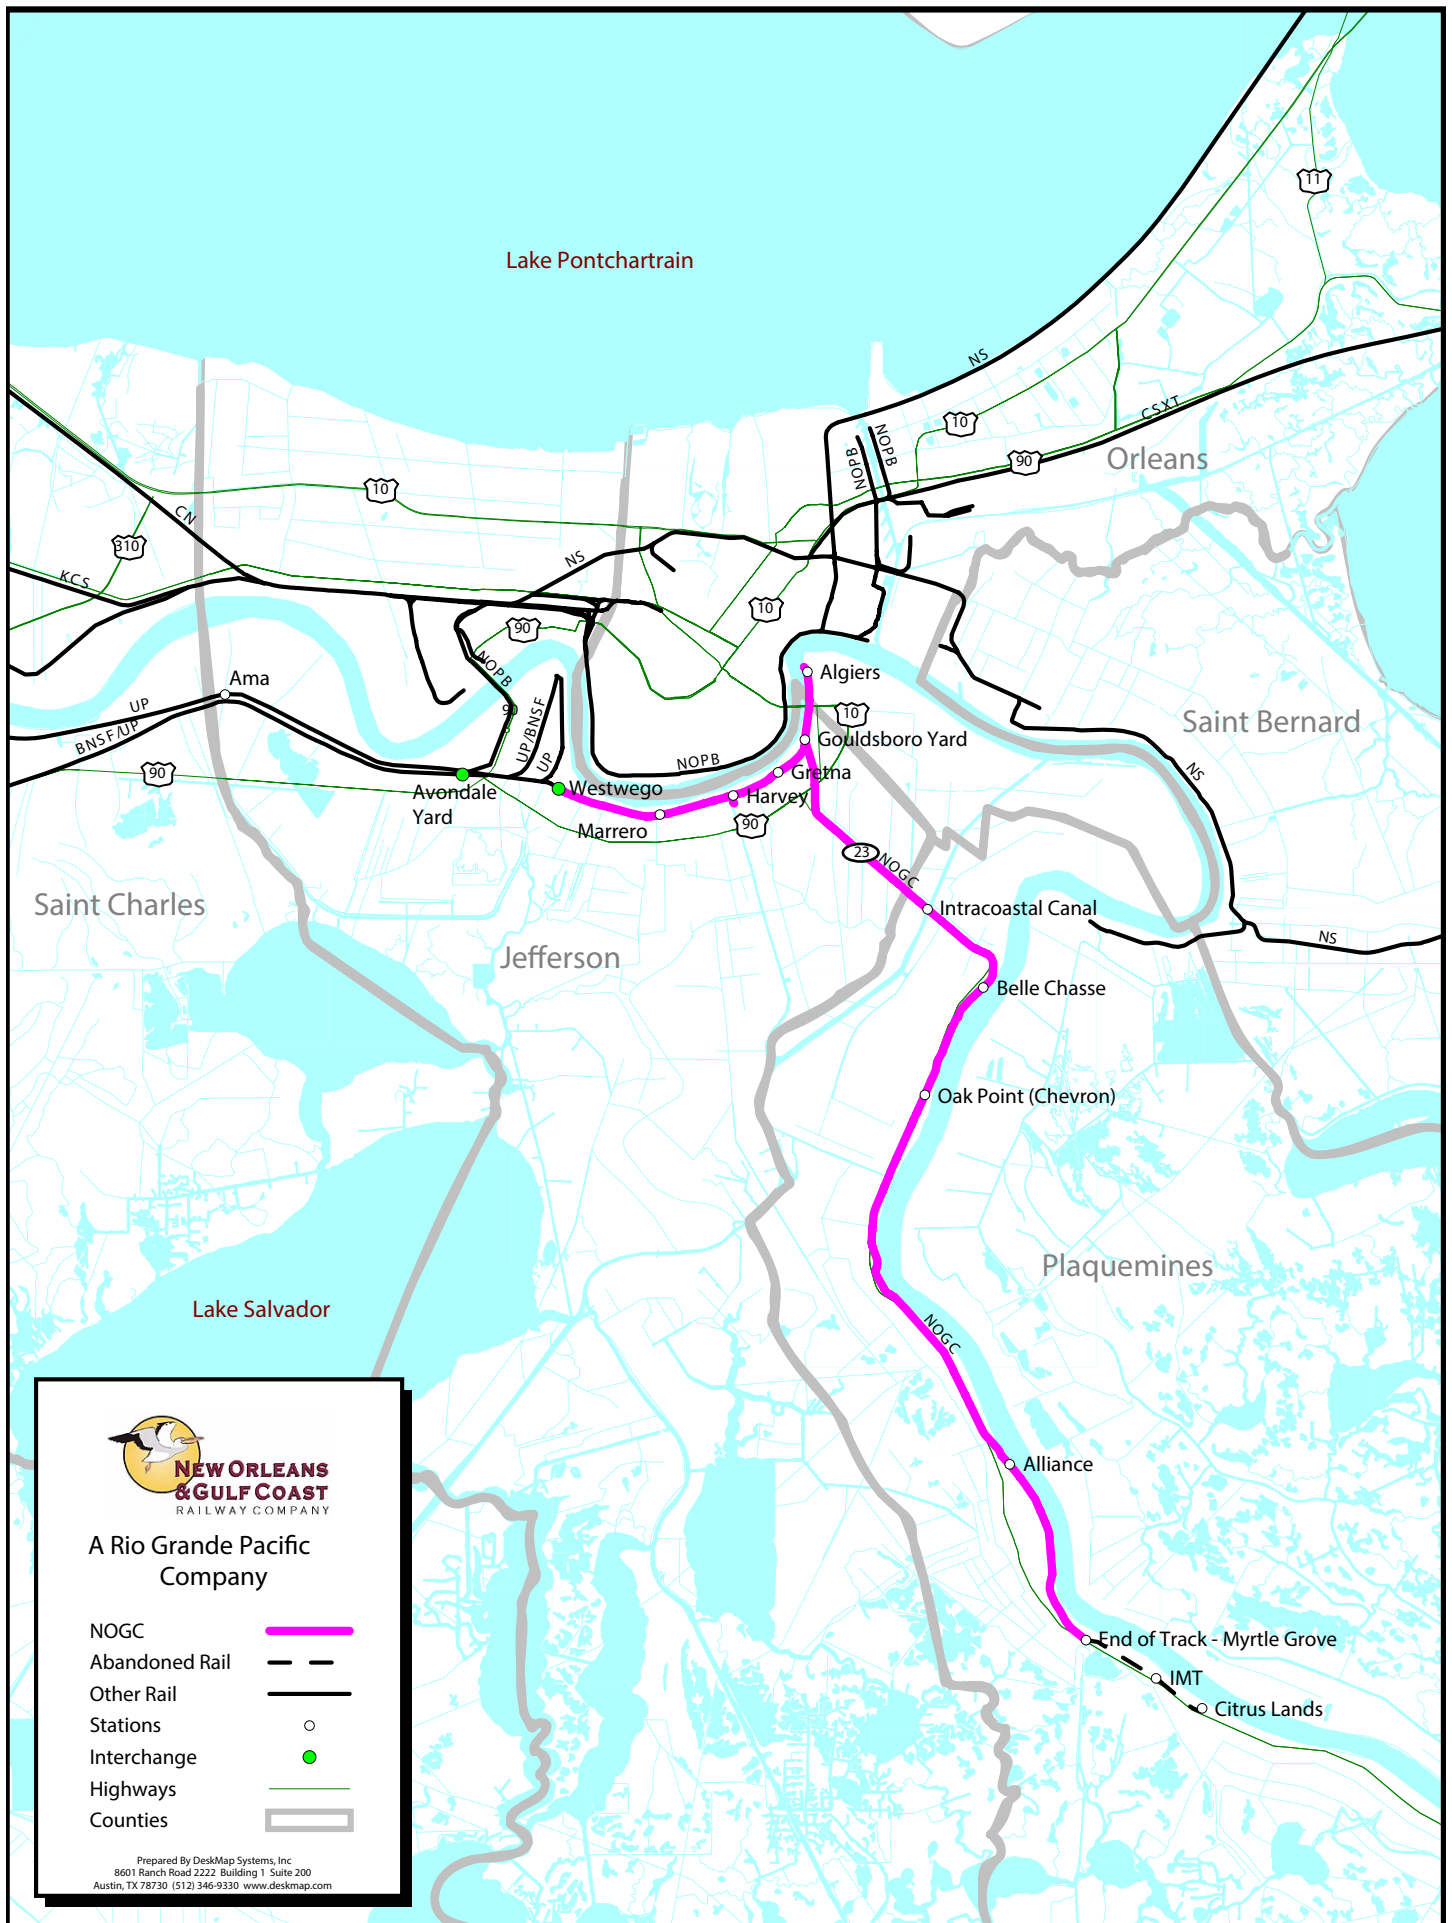 11
Lake Pontchartrain
NS
CSXT
10
NOPB
NOPB
90
Orleans
10
CN
310
NS
KCS
10
90
NOPB
Ama
Algiers
UP
90
UP/BNSF
10
Saint Bernard
BNSF/UP
Gouldsboro Yard
UP
NOPB
NS
90
Gretna
Avondale
Yard
Westwego
Harvey
Marrero
90
23
NOGC
Saint Charles
Intracoastal Canal
NS
Jefferson
Belle Chasse
Oak Point (Chevron)
Plaquemines
Lake Salvador
NOGC
Alliance
End of Track - Myrtle Grove
IMT
Citrus Lands
NEW ORLEANS
& GULF COAST
RAILWAY COMPANY
A Rio Grande Pacific
Company
NOGC
Abandoned Rail
Other Rail
Stations
Interchange
Highways
Counties
Prepared By DeskMap Systems, Inc
8601 Ranch Road 2222 Building 1 Suite 200
Austin, TX 78730 (512) 346-9330 www.deskmap.com